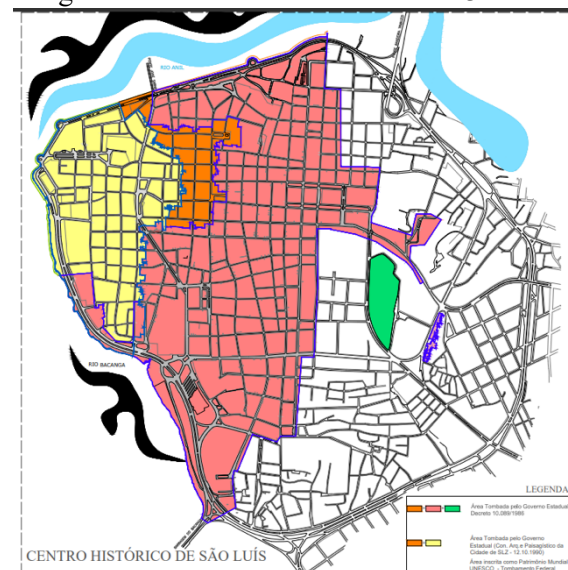 RIO ANIL
RIO BACANGA
LEGENDA
Área Tombada pelo Governo Estadual
Decreto 10.089/1986
Área Tombada pelo Governo
Estadual (Con. Arq.e Paisagístico da
Cidade de SLZ - 12.10.1990)
Área inscrita como Patrimônio Mundial
UNESCO - Tombamento Federal
CENTRO HISTÓRICO DE SÃO LUÍS